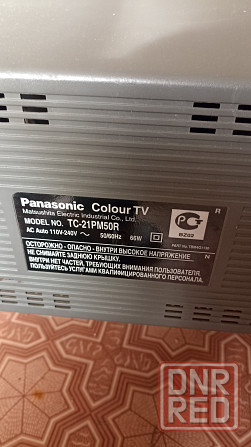 Panasonic Colour TV
Matsushita Electric Industrial Co., Ltd.
MODEL NO. TC-21PM50R
AC Auto 110V-240V ~ 50/60Hz 66W
PG
BZ02
R
N
ОСТОРОЖНО - ОПАСНО - ВНУТРИ ВЫСОКОЕ НАПРЯЖЕНИЕ
НЕ СНИМАЙТЕ ЗАДНЮЮ КРЫШКУ.
ВНУТРИ НЕТ ЧАСТЕЙ, ТРЕБУЮЩИХ ВНИМАНИЯ ПОЛЬЗОВАТЕЛЯ.
ПОЛЬЗУЙТЕСЬ УСЛУГАМИ КВАЛИФИЦИРОВАННОГО ПЕРСОНАЛА.
DNR
RED